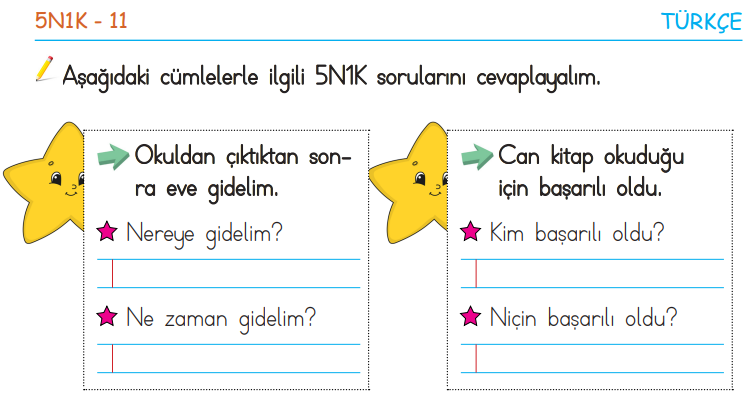 5N1K - 11
TÜRKÇE
Aşağıdaki cümlelerle ilgili 5N1K sorularını cevaplayalım.
Okuldan çıktıktan son-
ra eve gidelim.
Nereye gidelim?
Ne zaman gidelim?
Can kitap okuduğu
için başarılı oldu.
Kim başarılı oldu?
Niçin başarılı oldu?